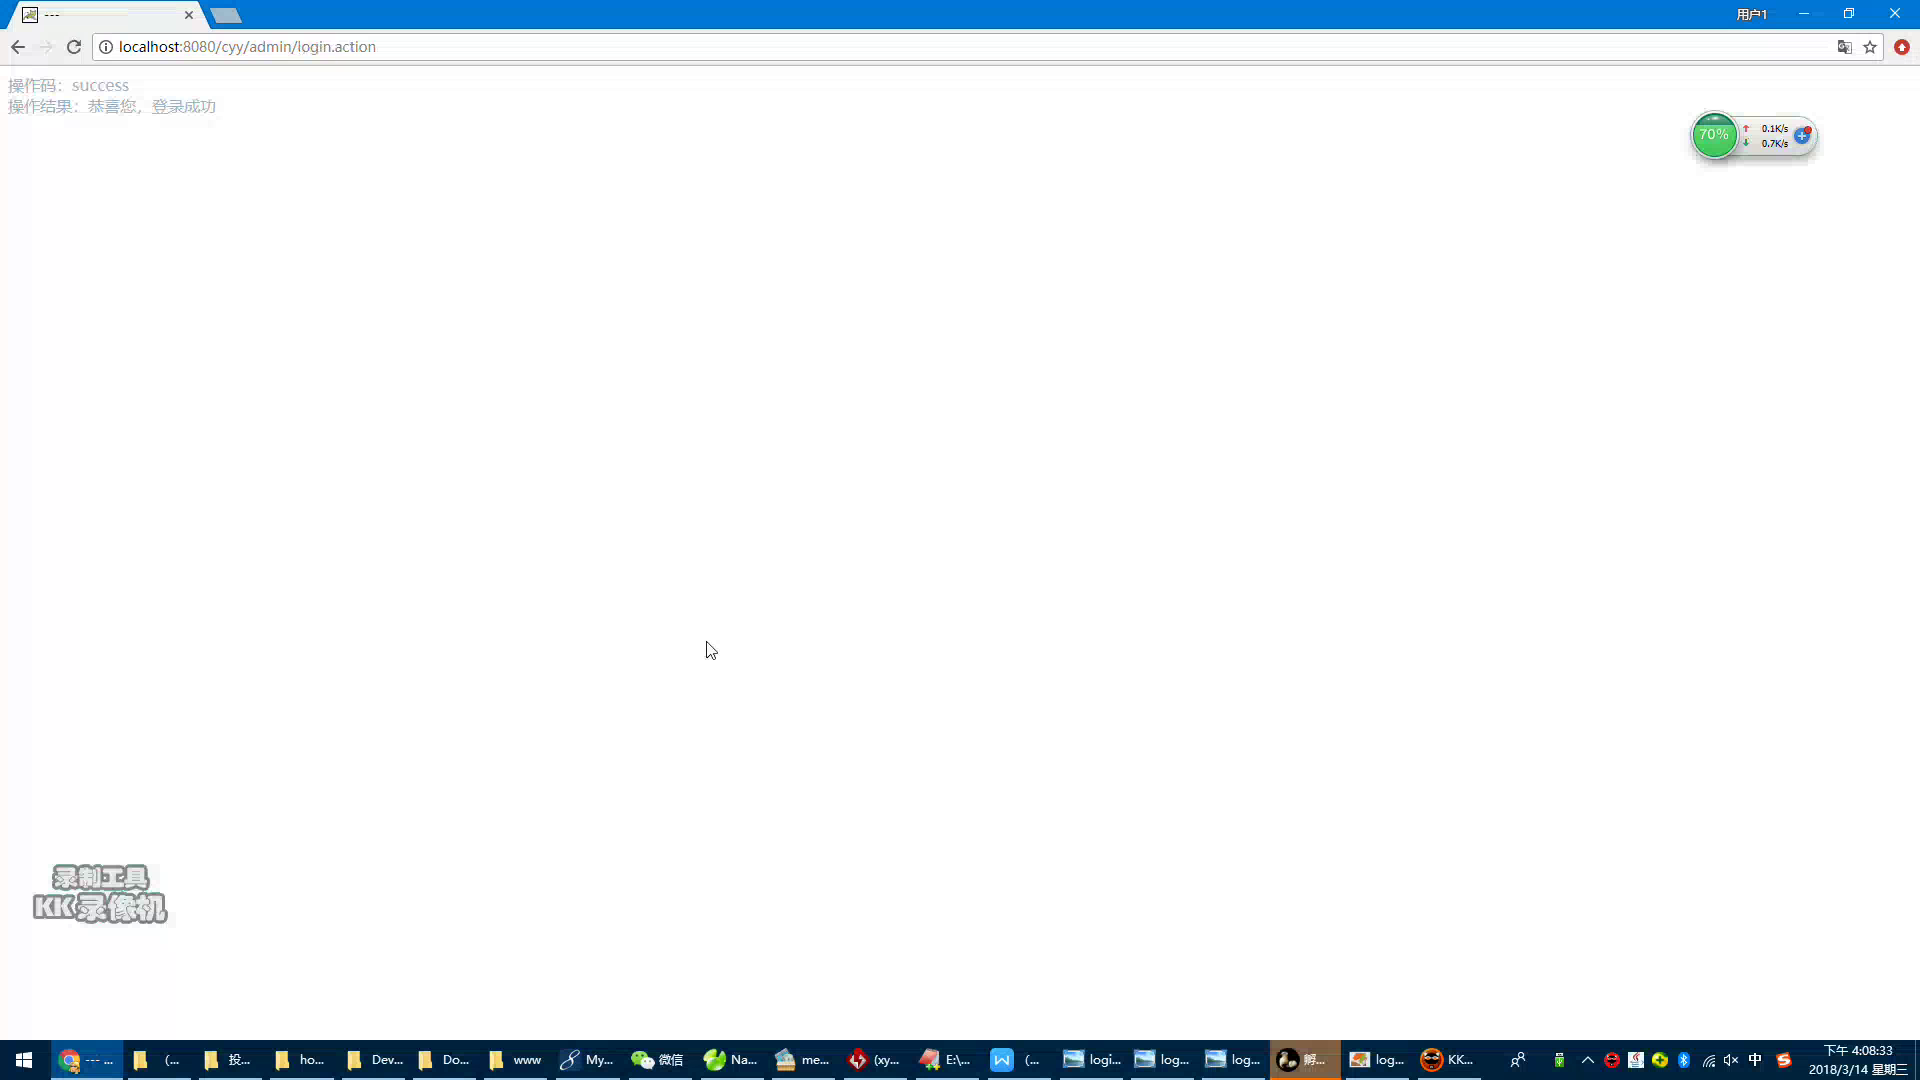 ---
用户1
localhost:8080/cyy/admin/login.action
操作码：success
操作结果：恭喜您，登录成功
70%
0.1K/s
0.7K/s
录制工具
KK录像机
--- ...
(...
投...
ho...
Dev...
Do...
www
My...
微信
Na...
me...
(xy...
E:\...
(...
logi...
log...
log...
孵...
log...
KK...
中
下午 4:08:33
2018/3/14 星期三